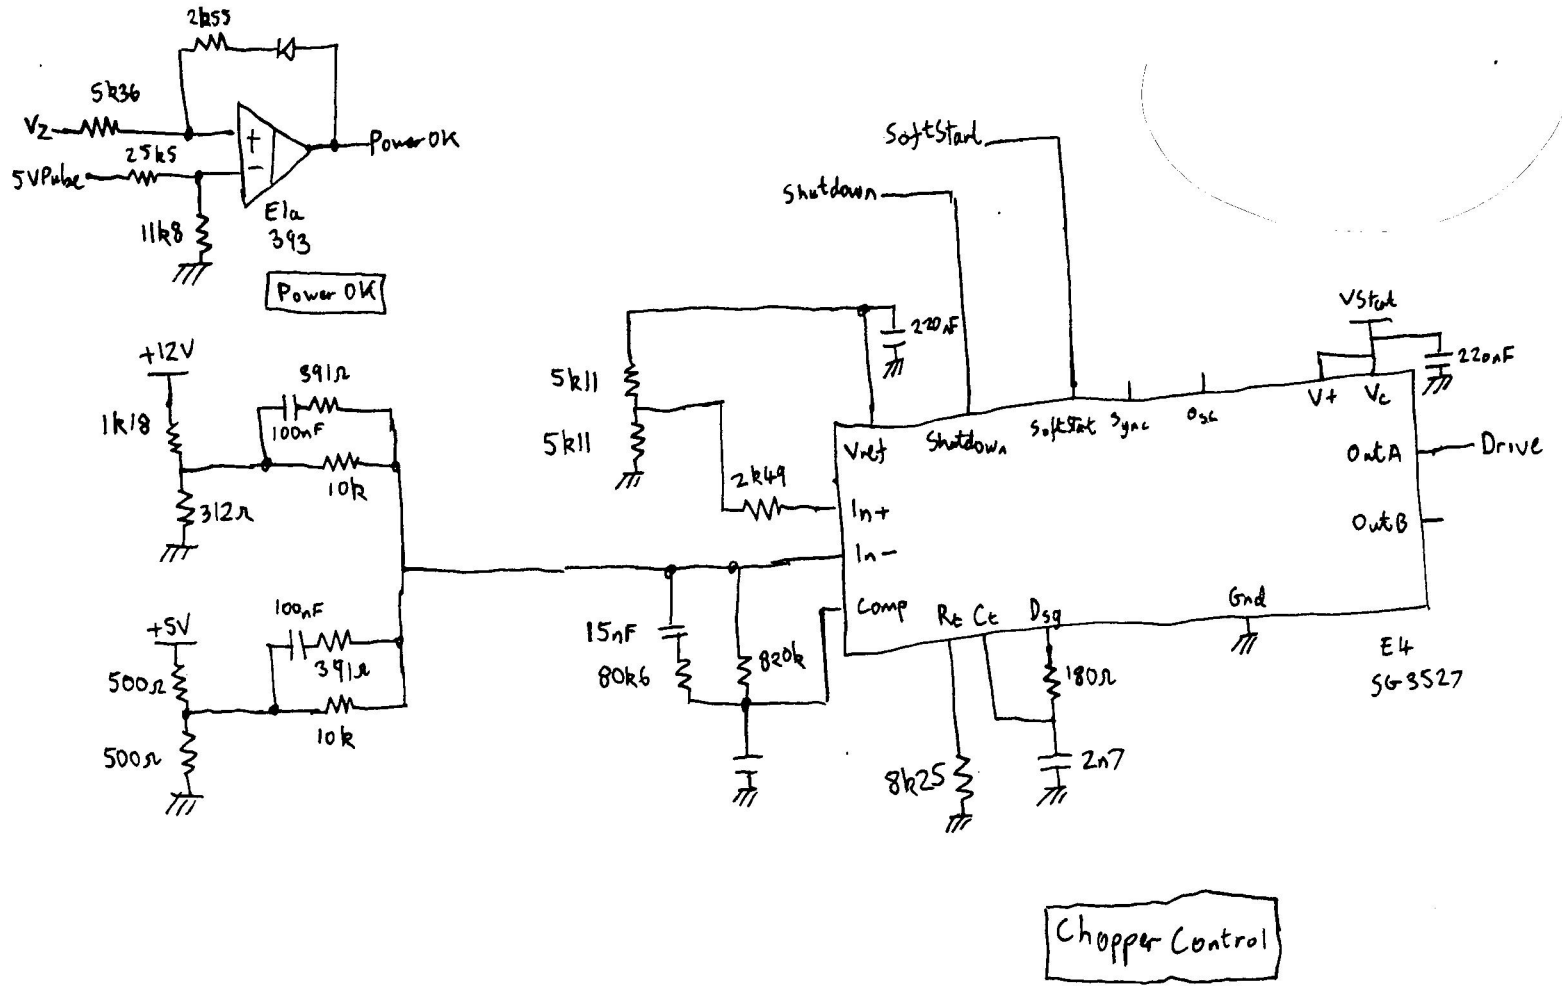 2k55
5k36
Vz
25k5
Power OK
5VPulse
11k8
E1a
393
Power OK
+12V
391Ω
1k18
100nF
10k
312Ω
+5V
100nF
500Ω
391Ω
10k
500Ω
SoftStart
Shutdown
220nF
5k11
5k11
2k49
VStart
220nF
Vref
Shutdown
SoftStart
Sync
Osc
V+
Vc
OutA
Drive
In+
OutB
In-
Comp
Rt
Ct
Dsg
Gnd
15nF
80k6
820k
180Ω
E4
SG3527
8k25
2n7
Chopper Control